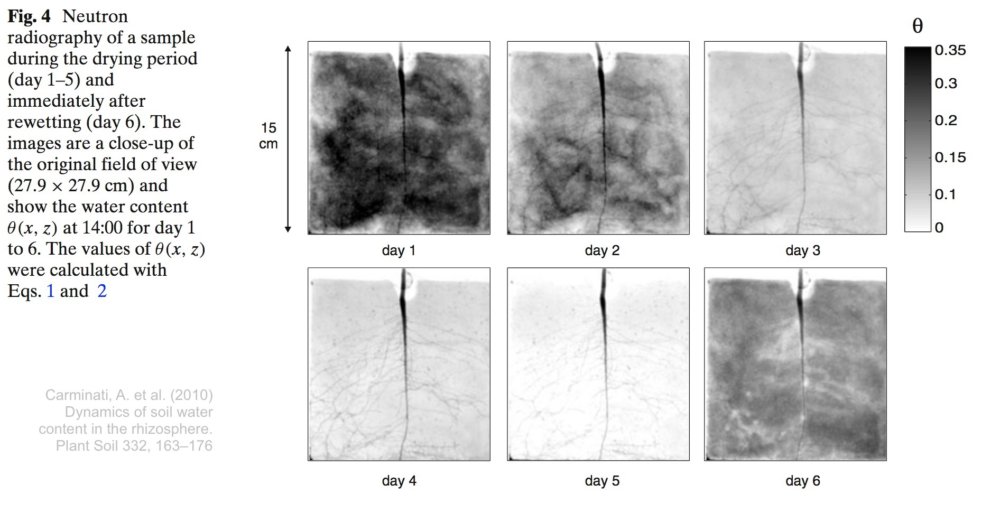 Fig. 4 Neutron
radiography of a sample
during the drying period
(day 1–5) and
immediately after
rewetting (day 6). The
images are a close-up of
the original field of view
(27.9 × 27.9 cm) and
show the water content
θ(x, z) at 14:00 for day 1
to 6. The values of θ(x, z)
were calculated with
Eqs. 1 and 2
Carminati, A. et al. (2010)
Dynamics of soil water
content in the rhizosphere.
Plant Soil 332, 163–176
15
cm
day 1
day 2
day 3
θ
0.35
0.3
0.2
0.15
0.1
0
day 4
day 5
day 6